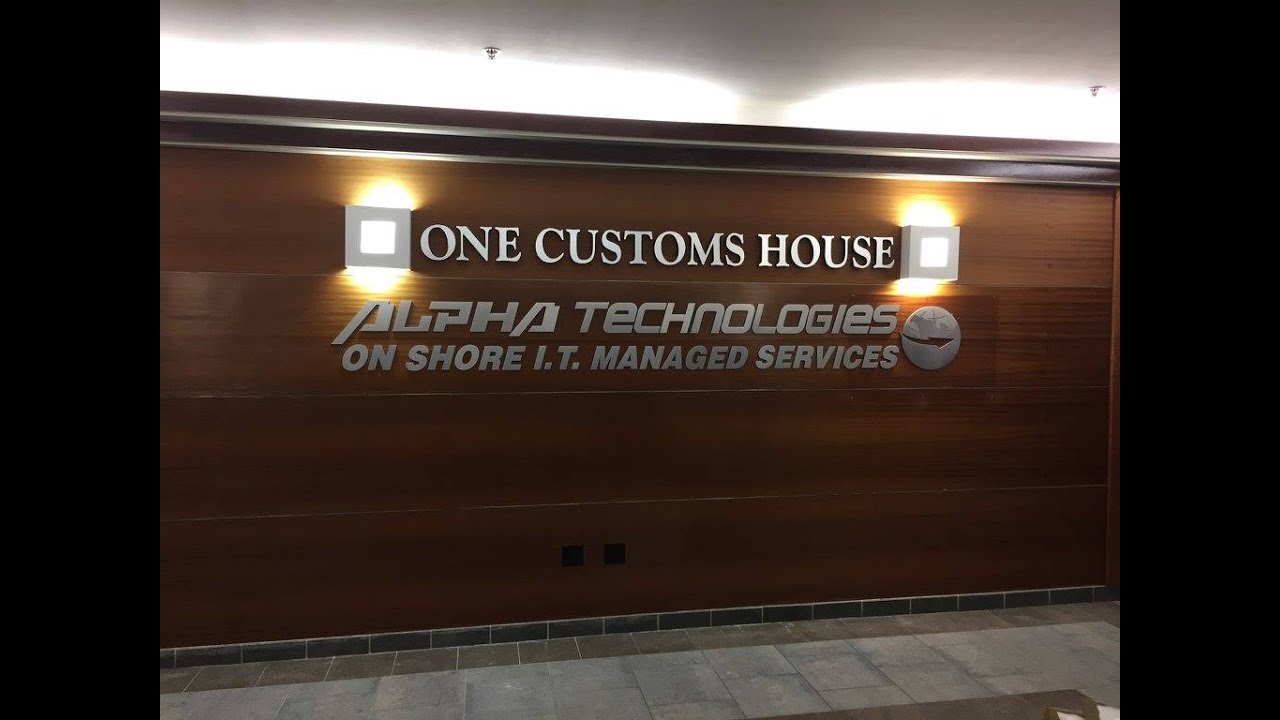 ONE CUSTOMS HOUSE
ALPHA TECHNOLOGIES
ON SHORE I.T. MANAGED SERVICES